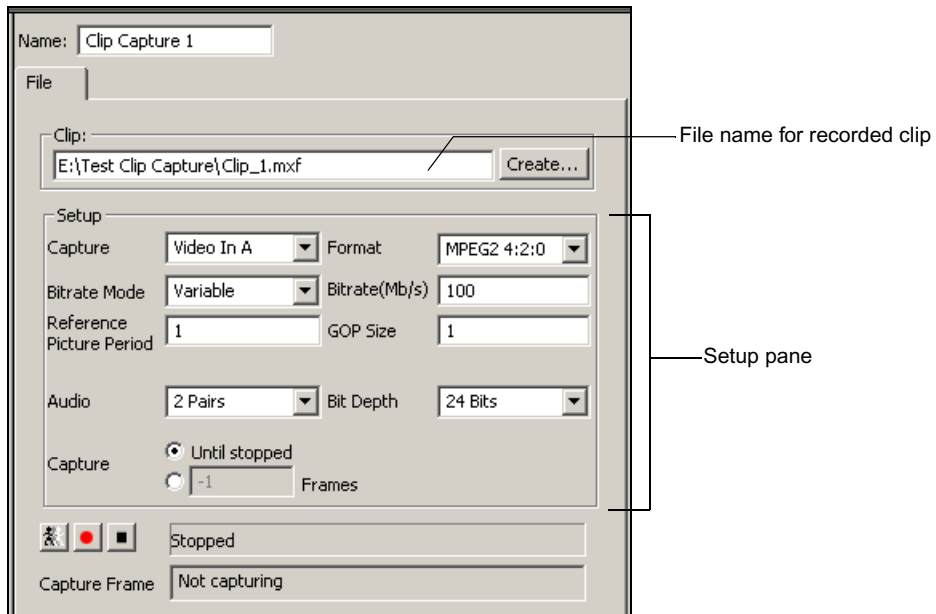 Name: Clip Capture 1
File
Clip:
E:\Test Clip Capture\Clip_1.mxf Create...
File name for recorded clip
Setup
Capture Video In A Format MPEG2 4:2:0
Bitrate Mode Variable Bitrate(Mb/s) 100
Reference
Picture Period 1 GOP Size 1
Setup pane
Audio 2 Pairs Bit Depth 24 Bits
Capture Until stopped
-1 Frames
Stopped
Capture Frame Not capturing